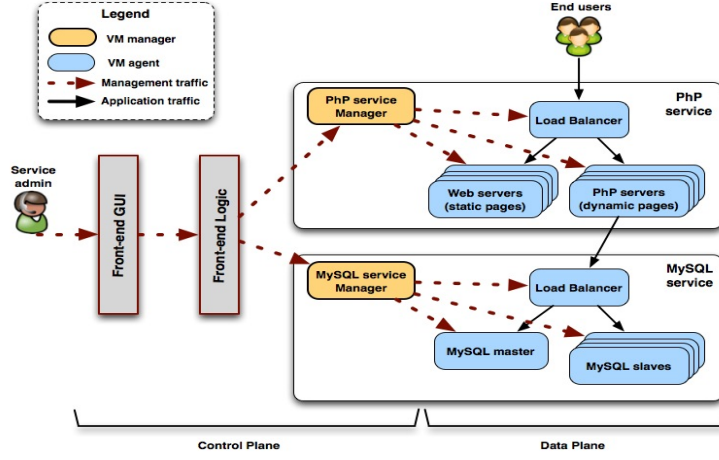 Legend
VM manager
VM agent
Management traffic
Application traffic
End users
PhP service
Manager
Load Balancer
PhP
service
Web servers
(static pages)
PhP servers
(dynamic pages)
Service
admin
Front-end GUI
Front-end Logic
MySQL service
Manager
Load Balancer
MySQL
service
MySQL master
MySQL slaves
Control Plane
Data Plane